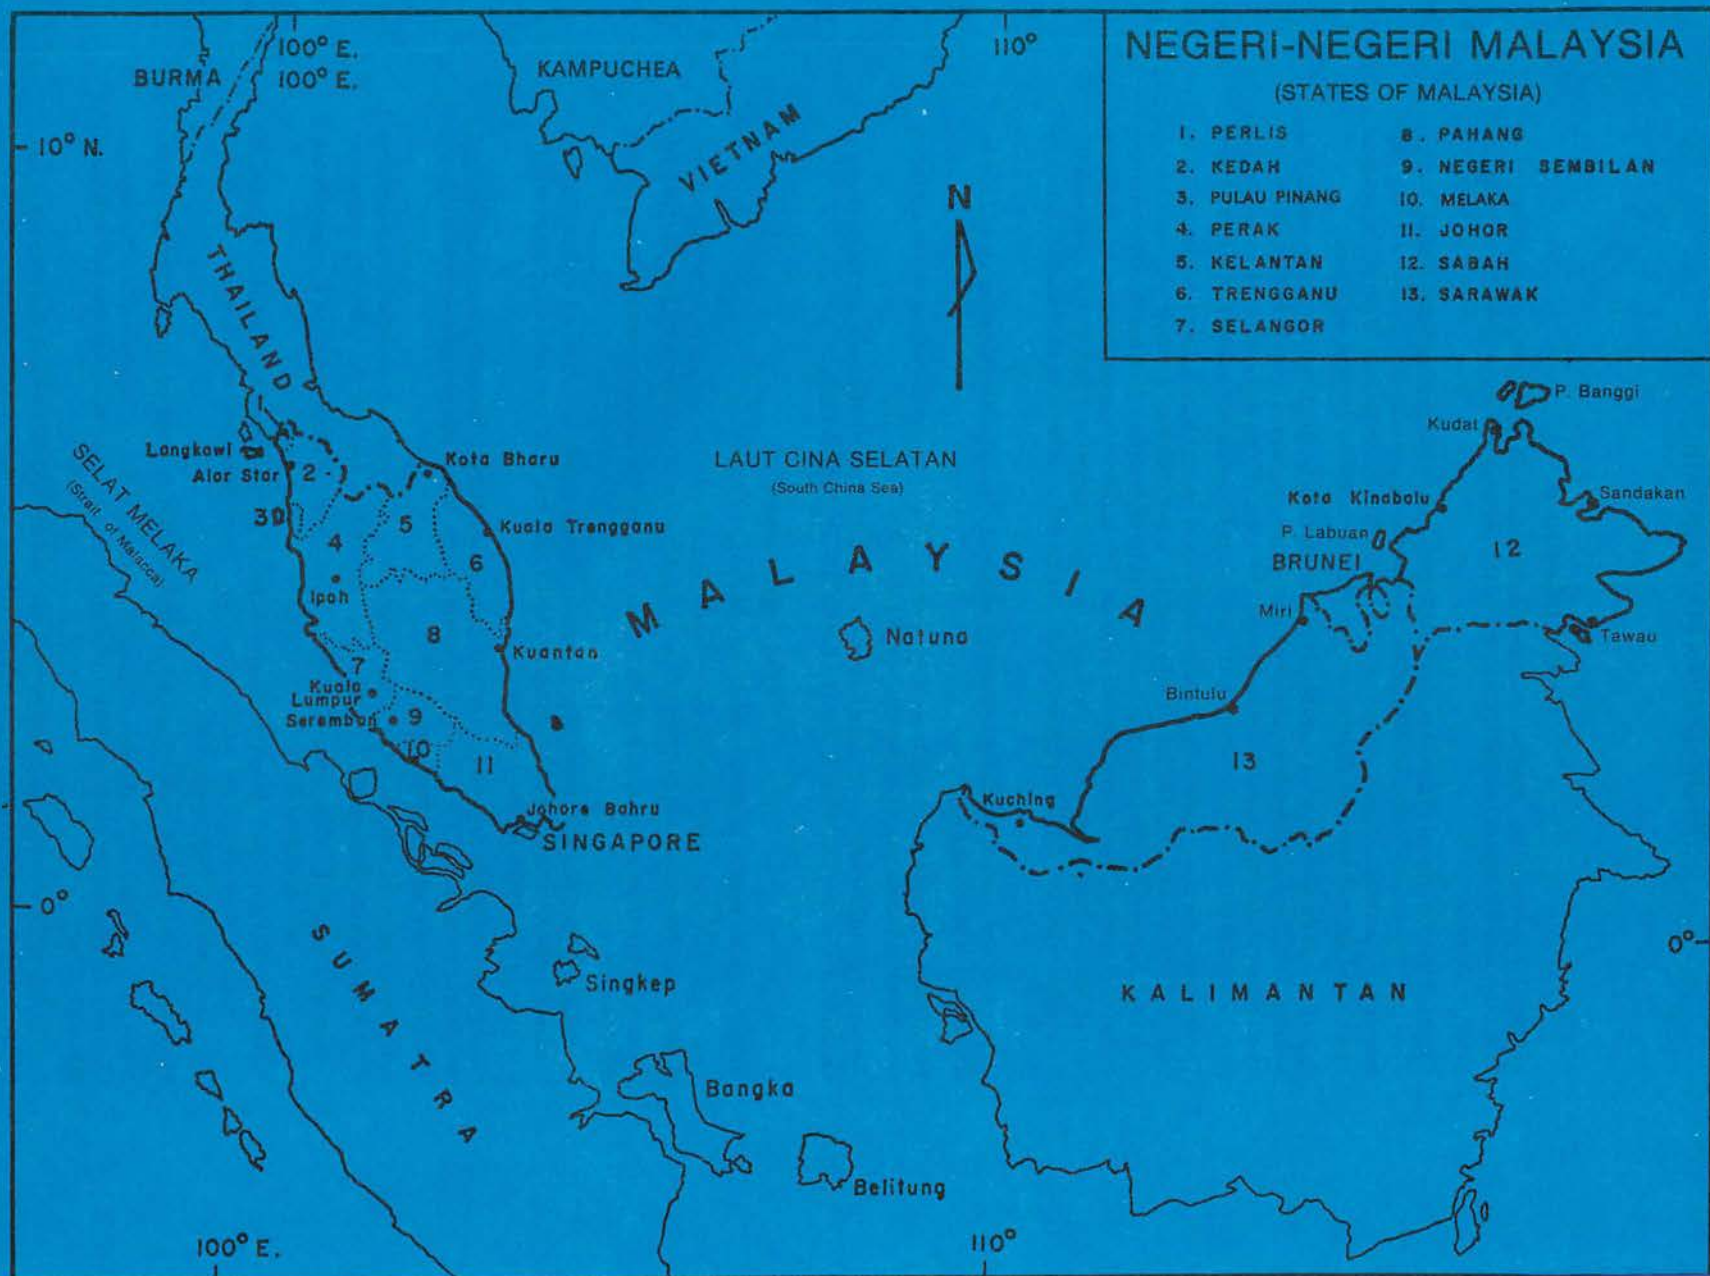 NEGERI-NEGERI MALAYSIA
(STATES OF MALAYSIA)
1. PERLIS
2. KEDAH
3. PULAU PINANG
4. PERAK
5. KELANTAN
6. TRENGGANU
7. SELANGOR
8. PAHANG
9. NEGERI SEMBILAN
10. MELAKA
11. JOHOR
12. SABAH
13. SARAWAK
100° E.
100° E.
110°
BURMA
KAMPUCHEA
10° N.
VIETNAM
N
THAILAND
P. Banggi
Kudat
Langkawi
Alor Star
2
Kota Bharu
LAUT CINA SELATAN
(South China Sea)
SELAT MELAKA
(Strait of Malacca)
Kota Kinabalu
Sandakan
3
5
Kuala Trengganu
4
6
P. Labuan
BRUNEI
12
MALAYSIA
Ipoh
Miri
8
Natuna
Tawau
Kuantan
7
Kuala
Lumpur
Seremban
9
Bintulu
10
11
13
Johore Bahru
SINGAPORE
Kuching
0°
0°
SUMATRA
Singkep
KALIMANTAN
Bangka
Belitung
100° E.
110°